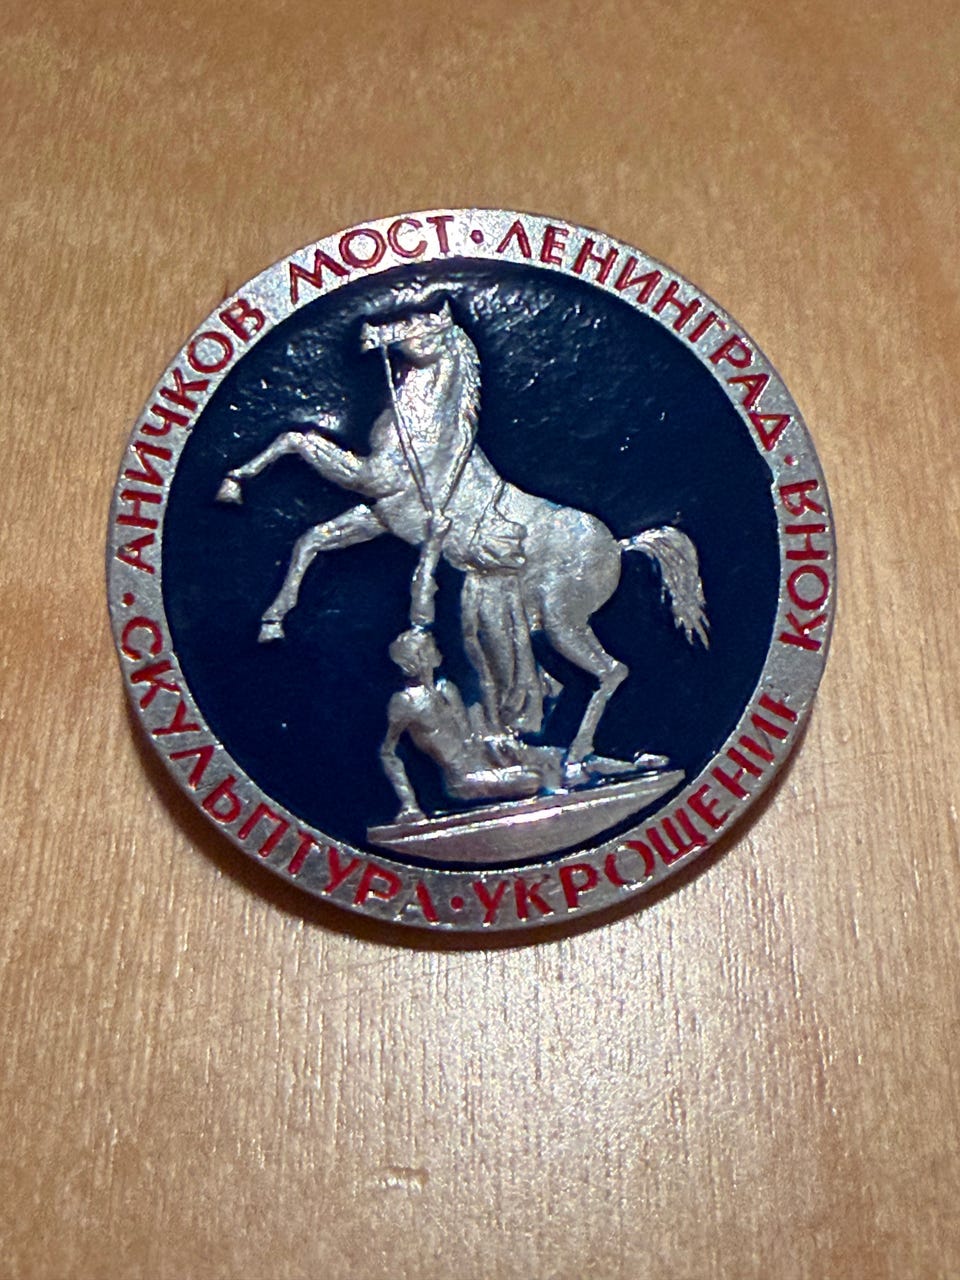 АНИЧКОВ МОСТ · ЛЕНИНГРАД ·
СКУЛЬПТУРА · УКРОЩЕНИЕ КОНЯ